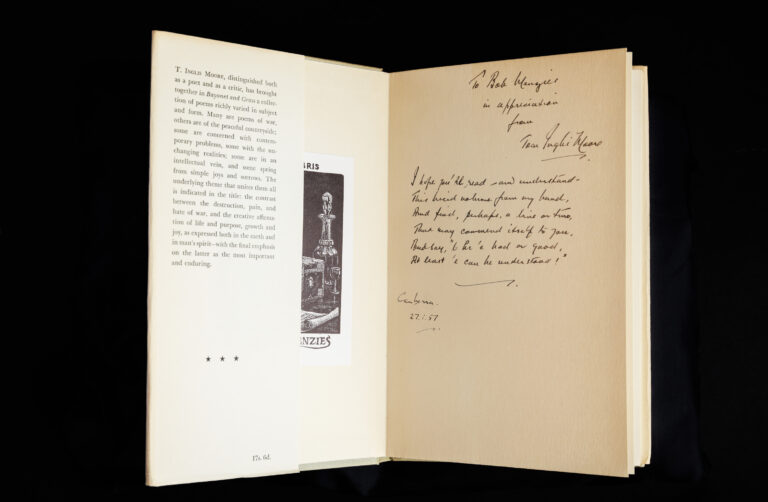 T. INGLIS MOORE, distinguished both
as a poet and as a critic, has brought
together in Bayonet and Grass a collec-
tion of poems richly varied in subject
and form. Many are poems of war,
others are of the peaceful countryside;
some are concerned with contem-
porary problems, some with the un-
changing realities; some are in an
intellectual vein, and some spring
from simple joys and sorrows. The
underlying theme that unites them all
is indicated in the title: the contrast
between the destruction, pain, and
hate of war, and the creative affirma-
tion of life and purpose, growth and
joy, as expressed both in the earth and
in man's spirit—with the final emphasis
on the latter as the most important
and enduring.
★ ★ ★
17s. 6d.
BRIS
NZIES
To Bob Menzies
in appreciation
from
Tom Inglis Moore
I hope you'll read – and understand –
This volume from my hand,
And find, perhaps, a line or two,
That may commend itself to you,
And say, " he 's bad or good,
At least 'e can be understood!"
Canberra.
27.1.57